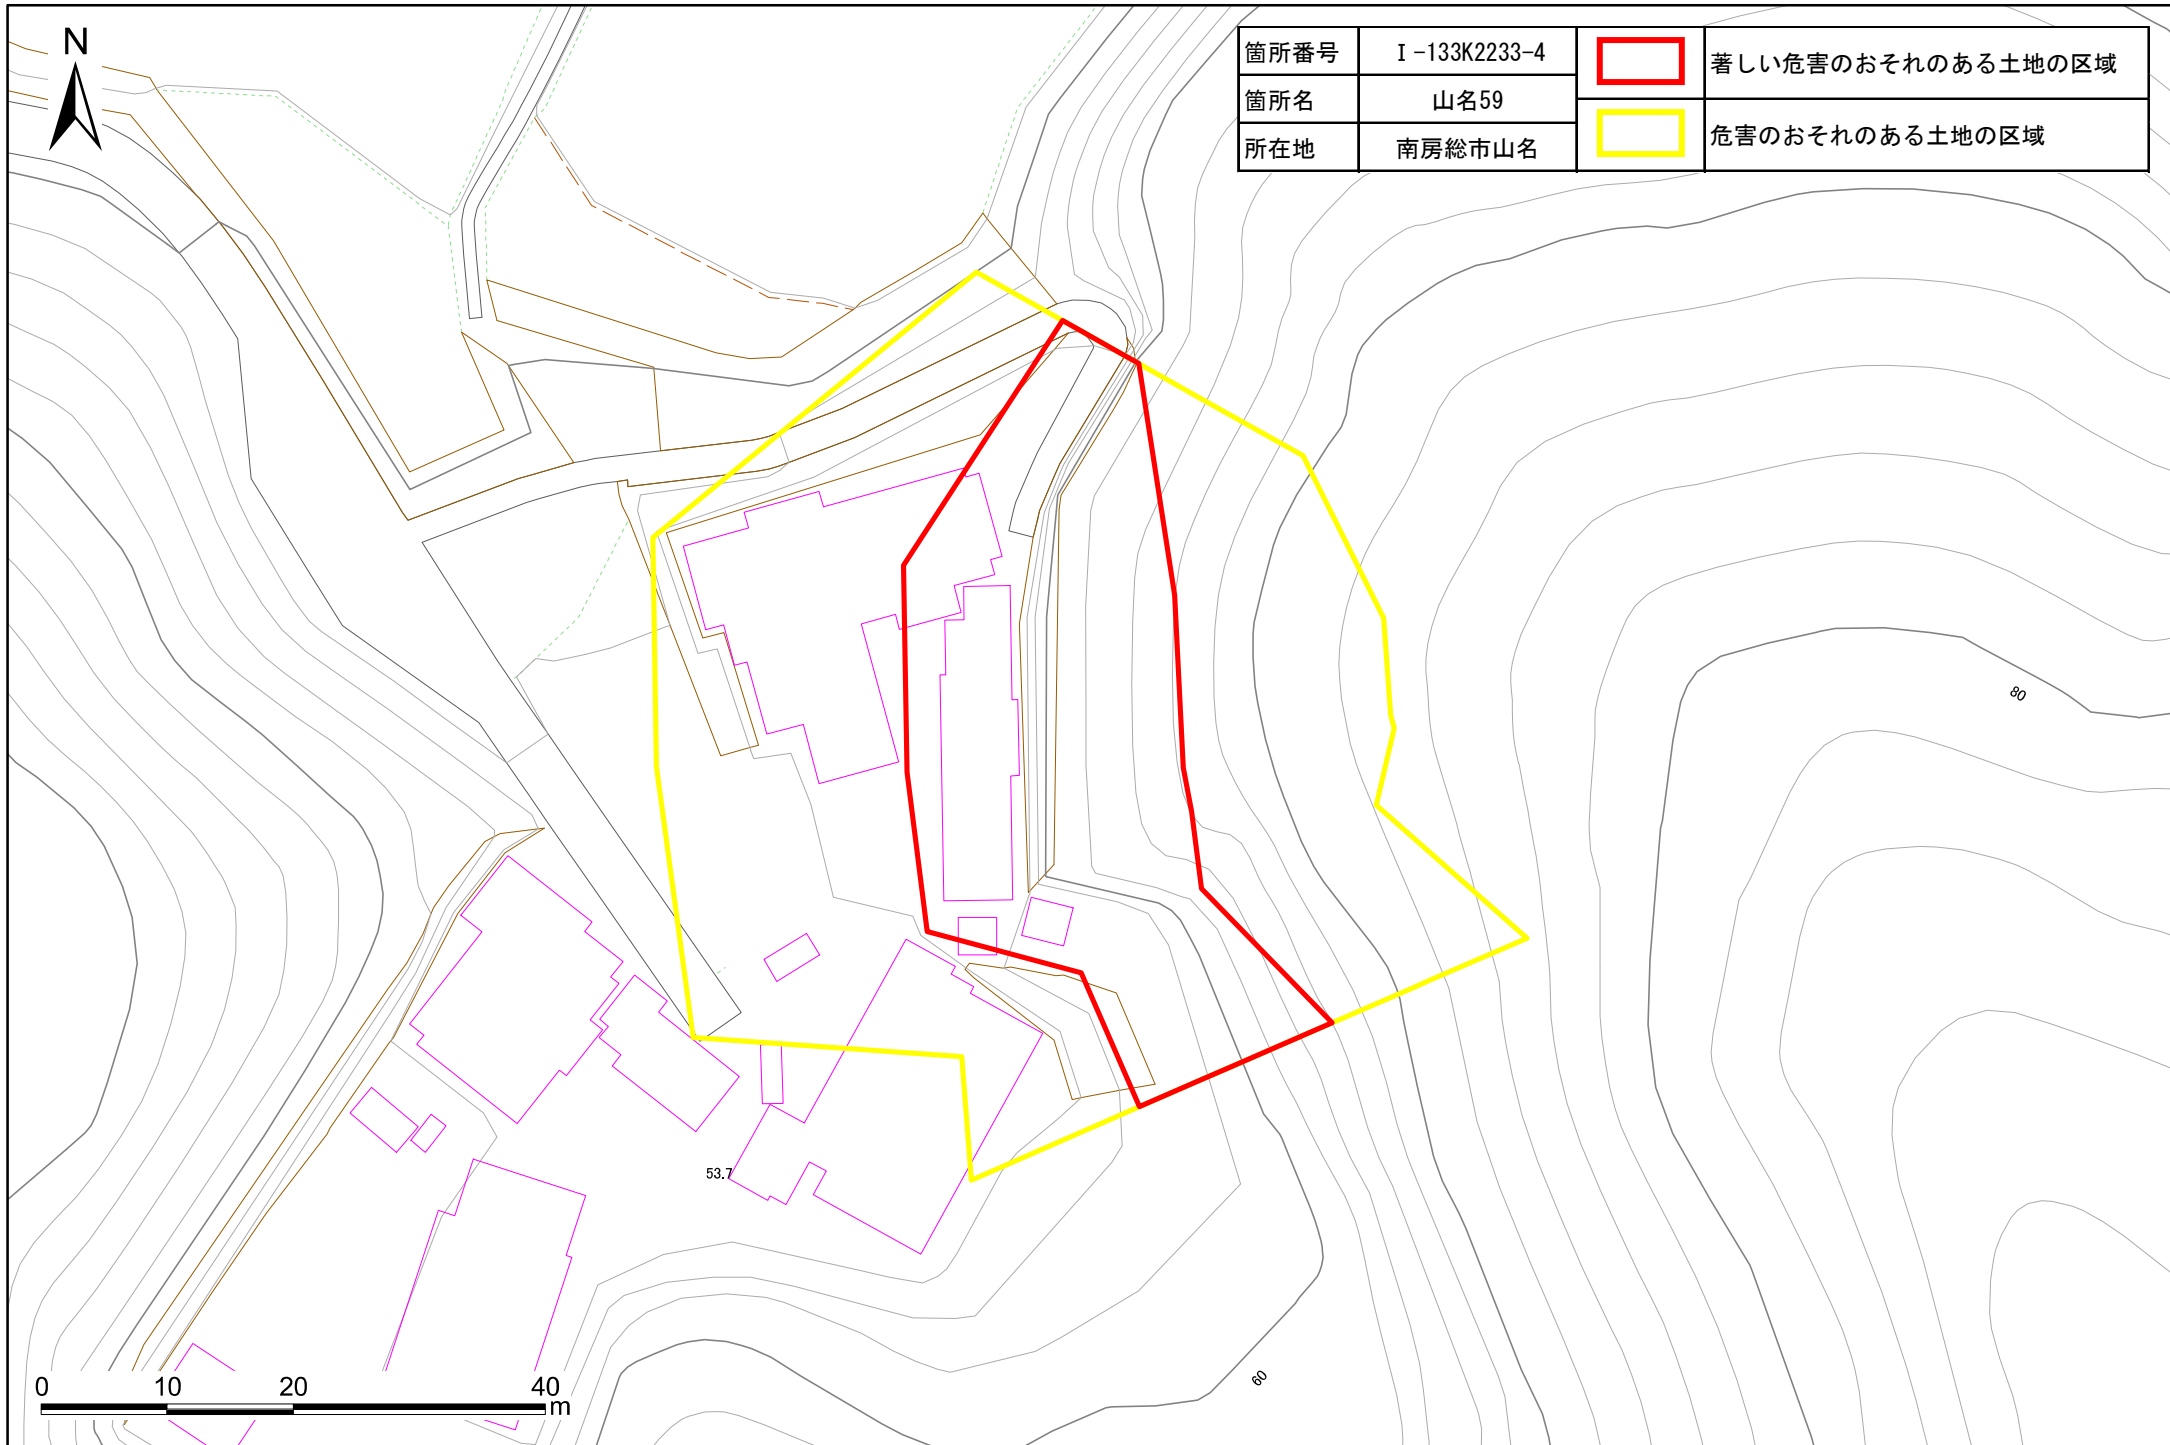 N
箇所番号 Ⅰ-133K2233-4
箇所名 山名59
所在地 南房総市山名
著しい危害のおそれのある土地の区域
危害のおそれのある土地の区域
80
53.7
60
0 10 20 40
m